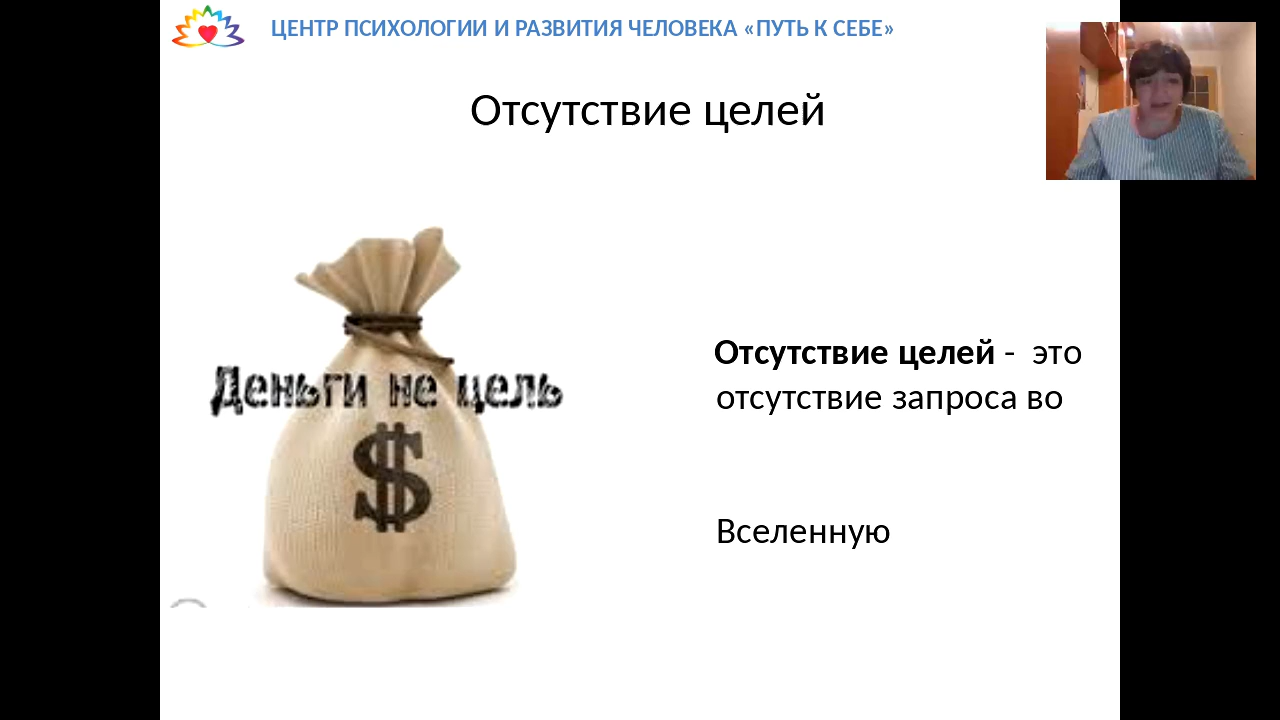 ЦЕНТР ПСИХОЛОГИИ И РАЗВИТИЯ ЧЕЛОВЕКА «ПУТЬ К СЕБЕ»
Отсутствие целей
Деньги не цель
$
Отсутствие целей - это
отсутствие запроса во
Вселенную